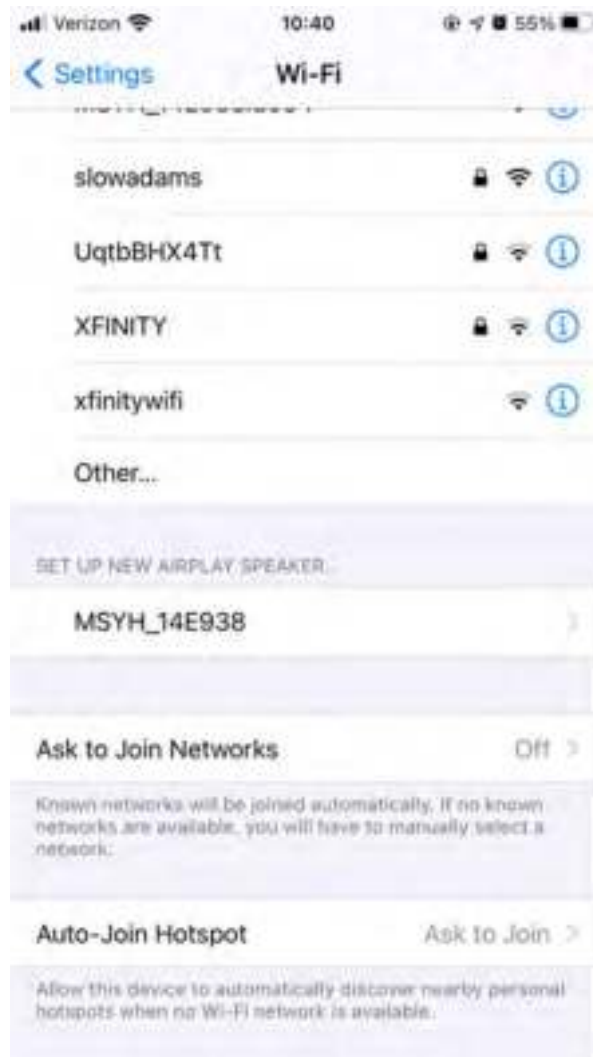 Verizon 10:40 55%
Settings Wi-Fi
slowadams
UqtbBHX4Tt
XFINITY
xfinitywifi
Other...
SET UP NEW AIRPLAY SPEAKER...
MSYH_14E938
Ask to Join Networks Off
Known networks will be joined automatically. If no known
networks are available, you will have to manually select a
network.
Auto-Join Hotspot Ask to Join
Allow this device to automatically discover nearby personal
hotspots when no Wi-Fi network is available.